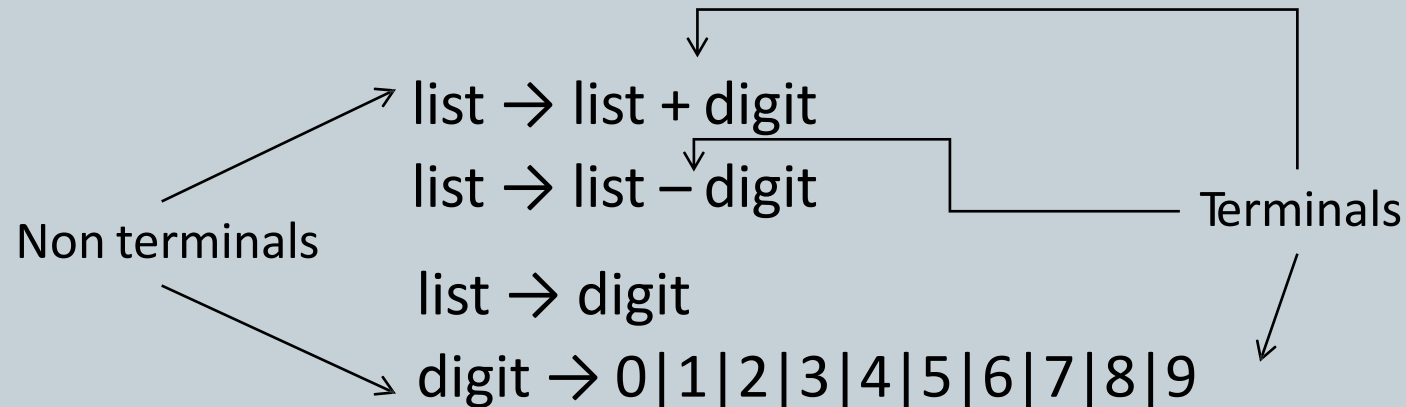 list → list + digit
list → list – digit
Terminals
Non terminals
list → digit
digit → 0|1|2|3|4|5|6|7|8|9